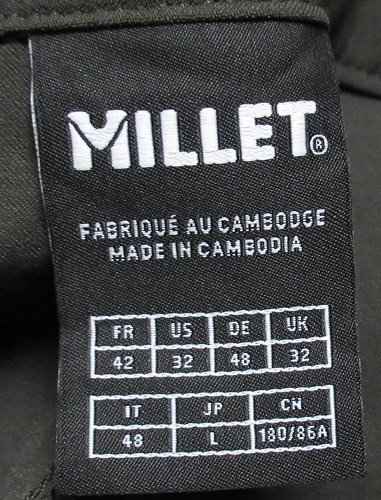 MILLET®
FABRIQUÉ AU CAMBODGE
MADE IN CAMBODIA
FR US DE UK
42 32 48 32
IT JP CN
48 L 180/86A